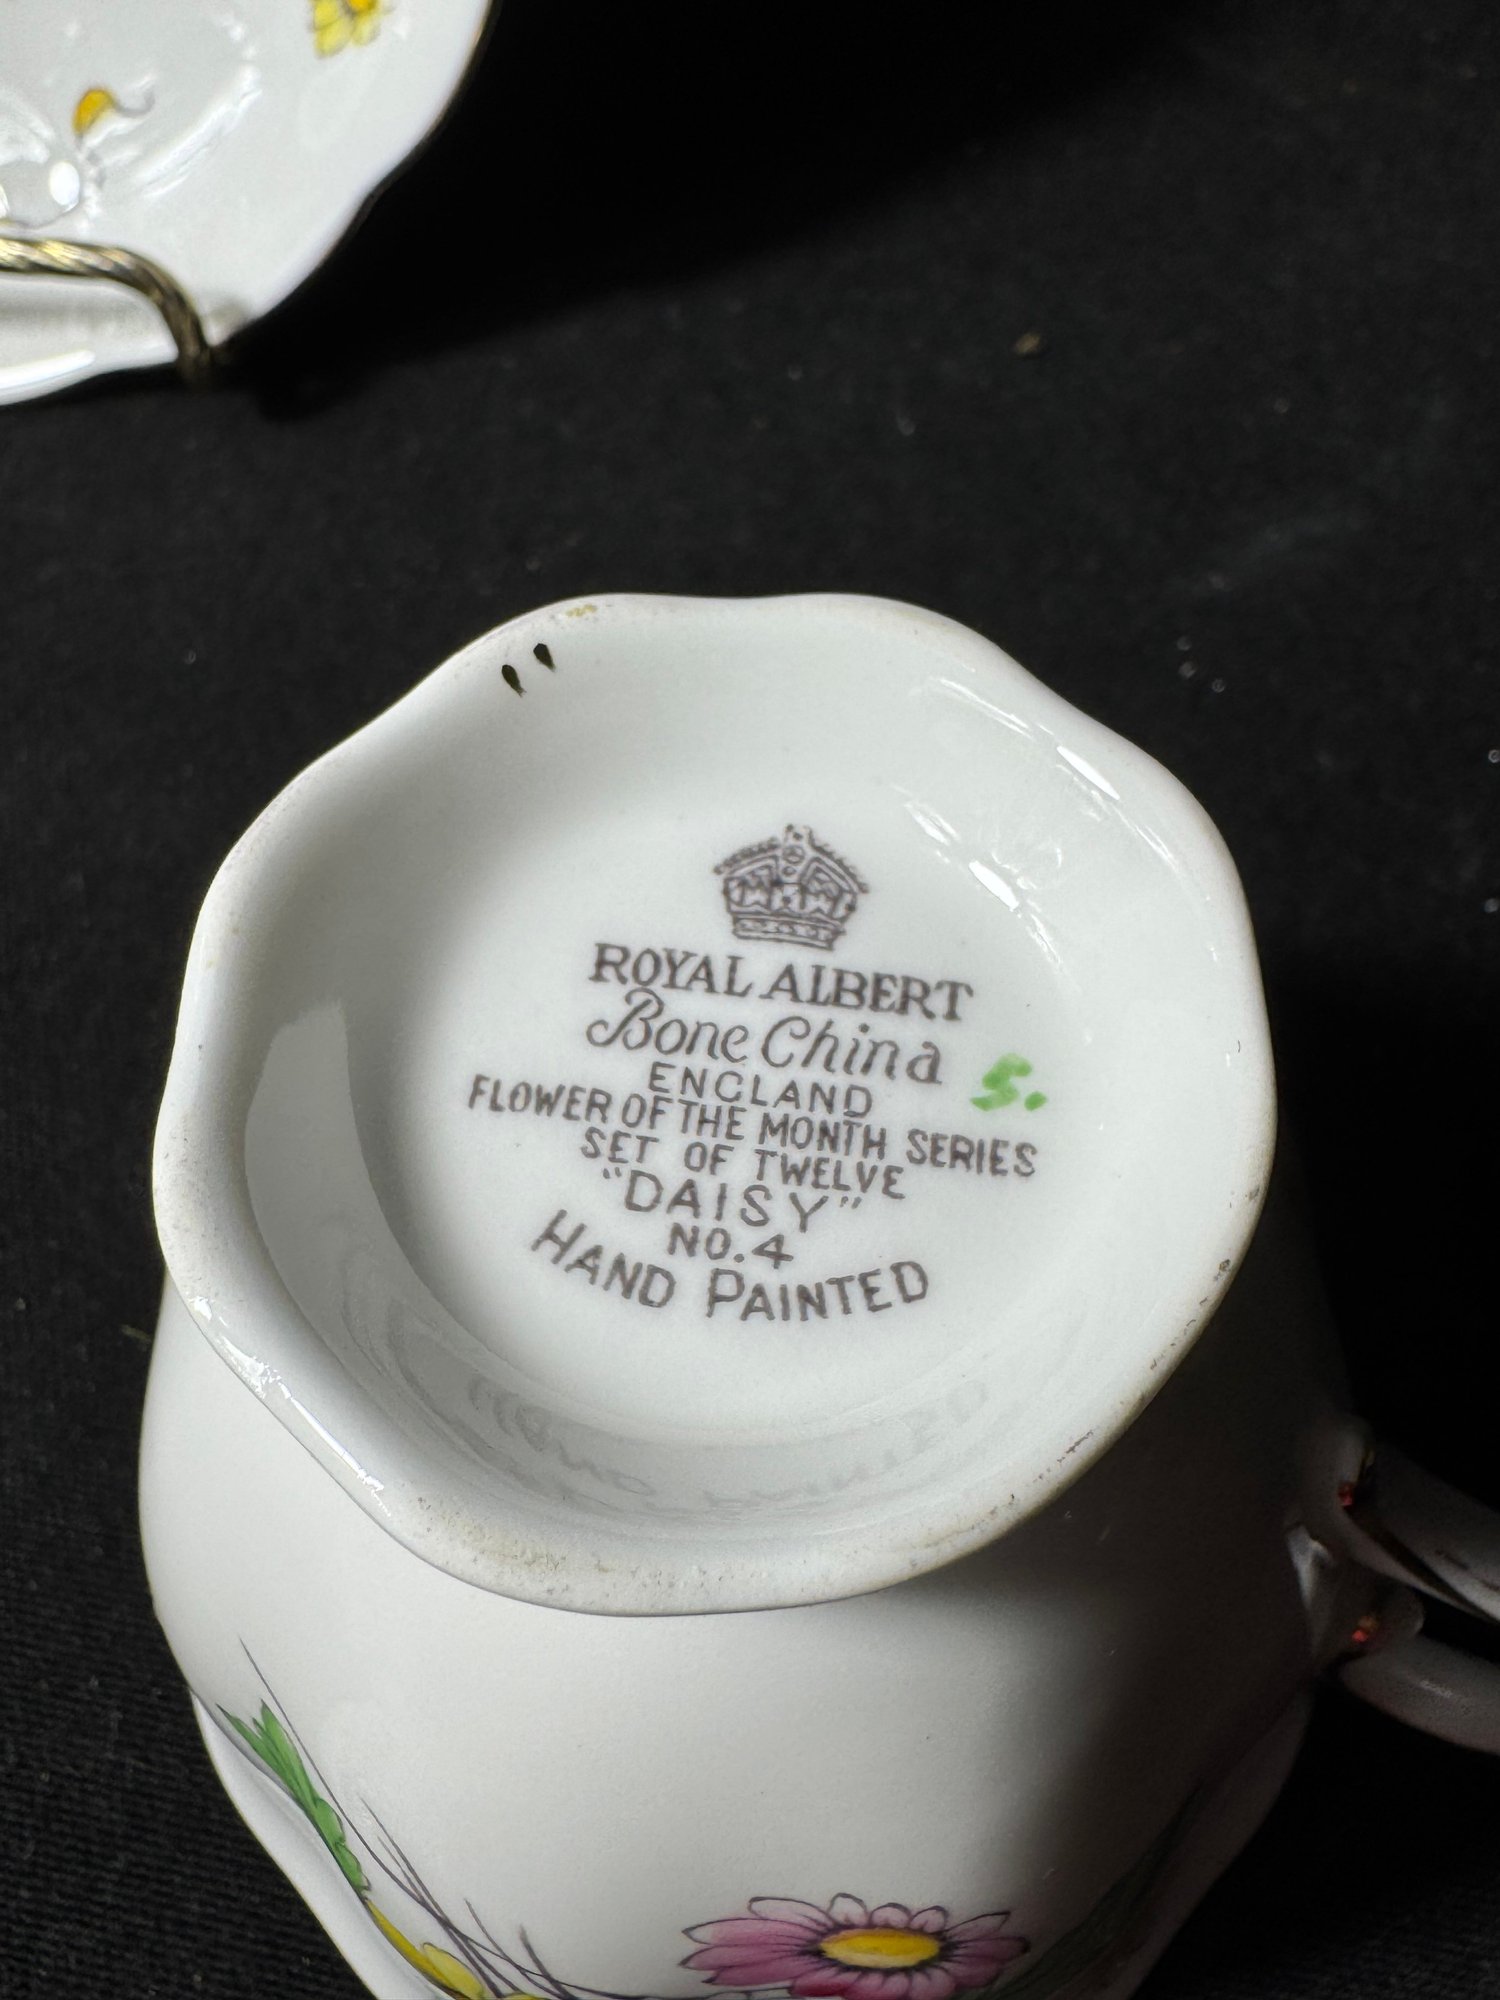 ROYAL ALBERT
Bone China
S.
ENGLAND
FLOWER OF THE MONTH SERIES
SET OF TWELVE
"DAISY"
NO.4
HAND PAINTED